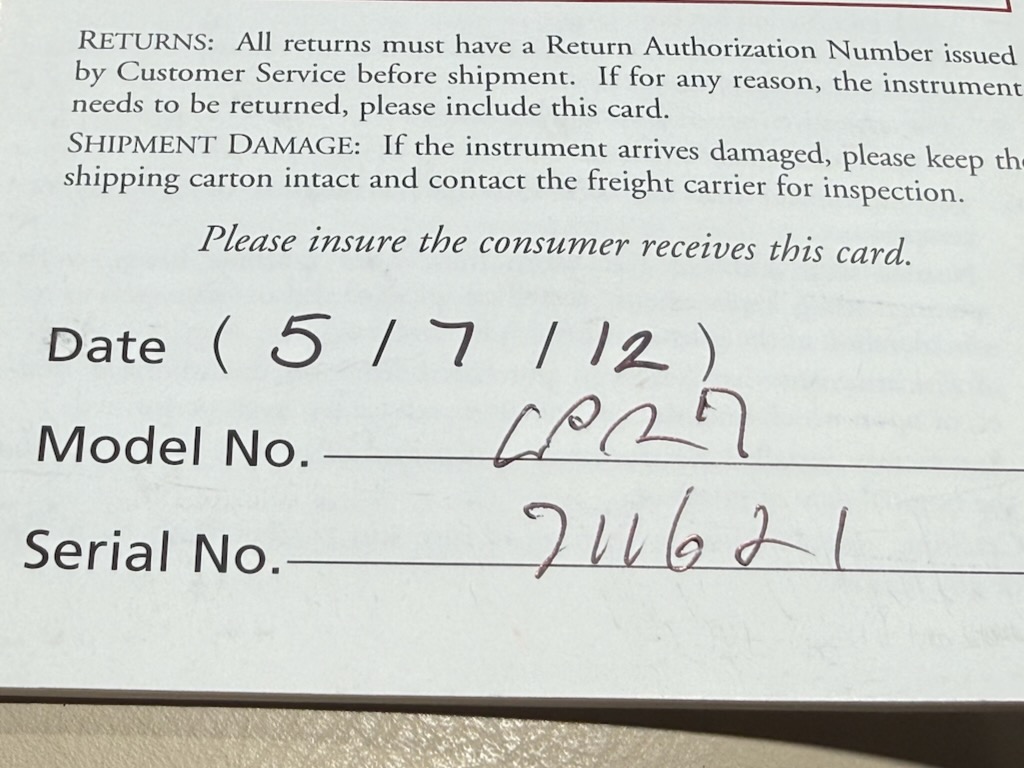 RETURNS: All returns must have a Return Authorization Number issued
by Customer Service before shipment. If for any reason, the instrument
needs to be returned, please include this card.
SHIPMENT DAMAGE: If the instrument arrives damaged, please keep the
shipping carton intact and contact the freight carrier for inspection.
Please insure the consumer receives this card.
Date ( 5 / 7 / 12 )
Model No.
Serial No. 711621